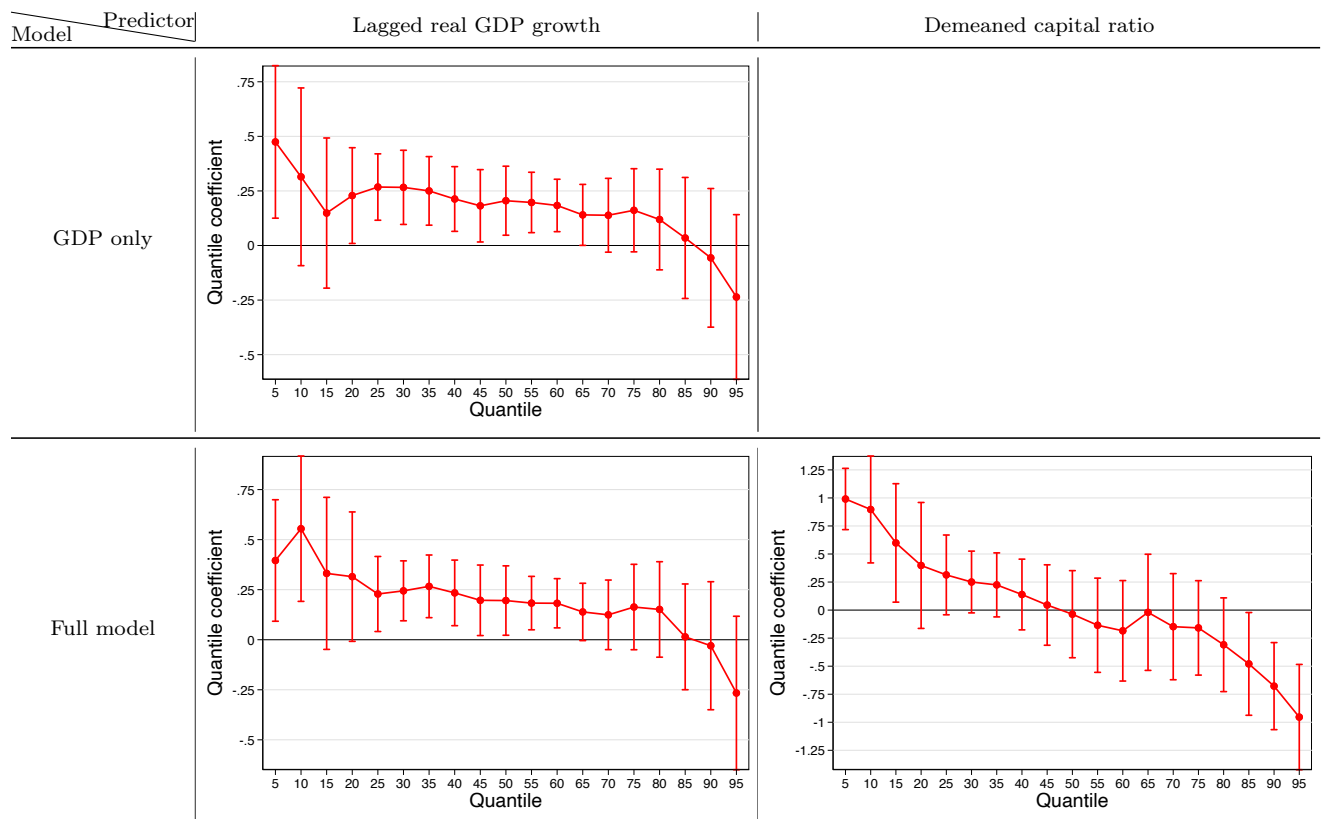 Predictor
Model
Lagged real GDP growth
Demeaned capital ratio
GDP only
Quantile coefficient
.75
.5
.25
0
-.25
-.5
5 10 15 20 25 30 35 40 45 50 55 60 65 70 75 80 85 90 95
Quantile
Full model
Quantile coefficient
.75
.5
.25
0
-.25
-.5
5 10 15 20 25 30 35 40 45 50 55 60 65 70 75 80 85 90 95
Quantile
Quantile coefficient
1.25
1
.75
.5
.25
0
-.25
-.5
-.75
-1
-1.25
5 10 15 20 25 30 35 40 45 50 55 60 65 70 75 80 85 90 95
Quantile